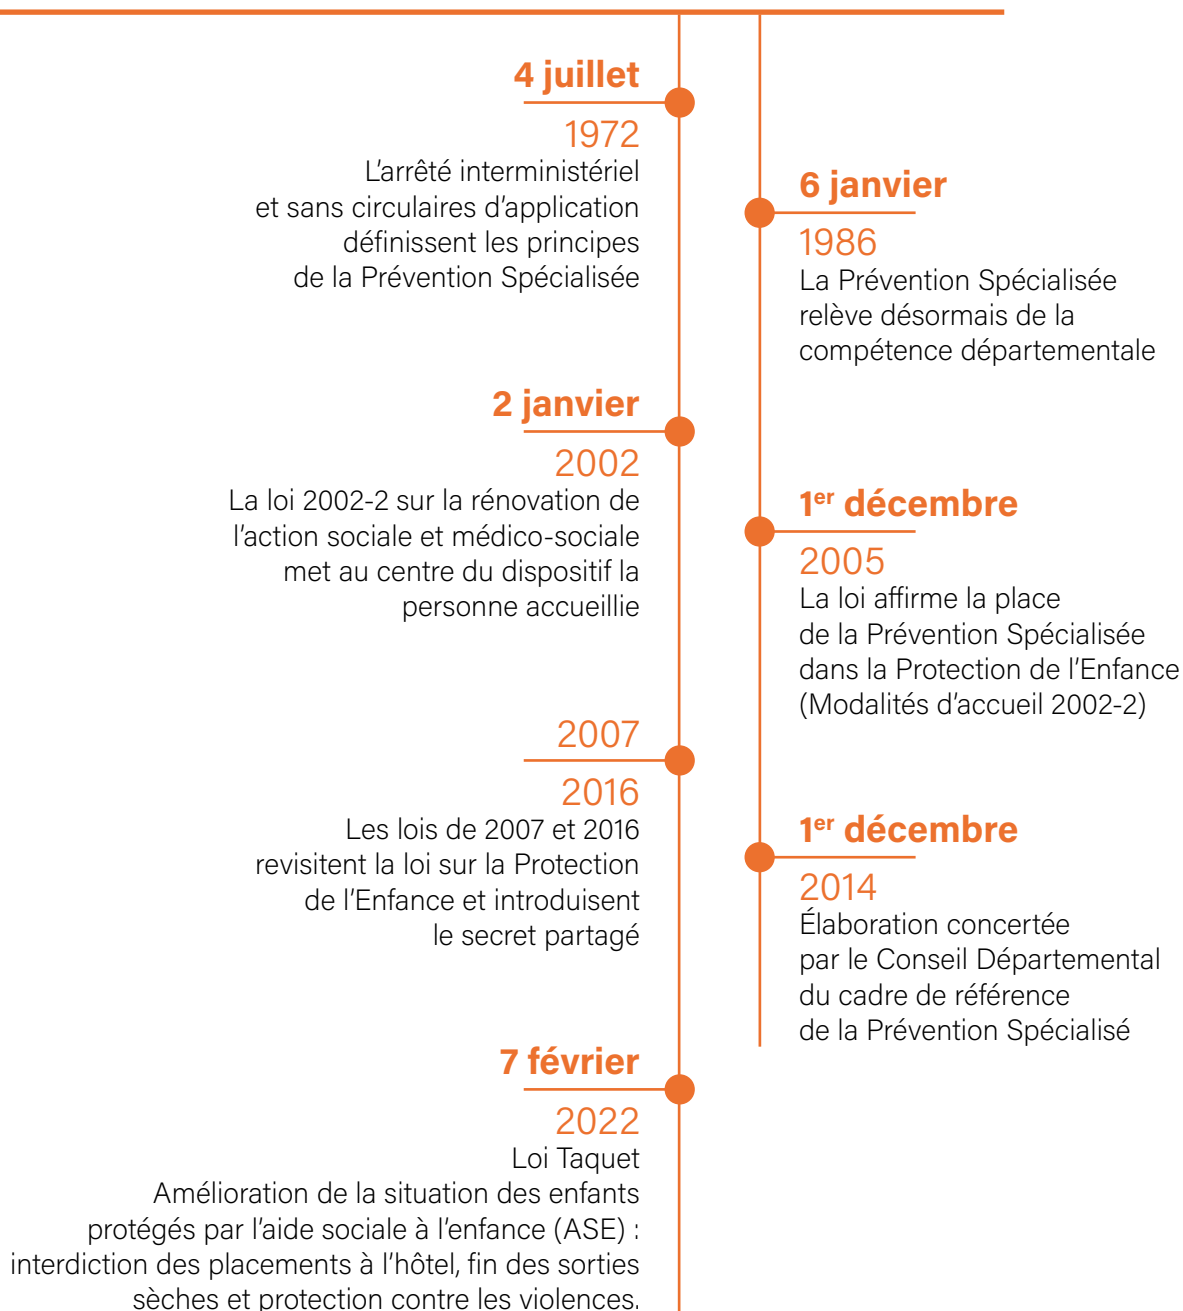 4 juillet
1972
L'arrêté interministériel
et sans circulaires d'application
définissent les principes
de la Prévention Spécialisée
6 janvier
1986
La Prévention Spécialisée
relève désormais de la
compétence départementale
2 janvier
2002
La loi 2002-2 sur la rénovation de
l'action sociale et médico-sociale
met au centre du dispositif la
personne accueillie
1er décembre
2005
La loi affirme la place
de la Prévention Spécialisée
dans la Protection de l'Enfance
(Modalités d'accueil 2002-2)
2007
2016
Les lois de 2007 et 2016
revisitent la loi sur la Protection
de l'Enfance et introduisent
le secret partagé
1er décembre
2014
Élaboration concertée
par le Conseil Départemental
du cadre de référence
de la Prévention Spécialisé
7 février
2022
Loi Taquet
Amélioration de la situation des enfants
protégés par l'aide sociale à l'enfance (ASE) :
interdiction des placements à l'hôtel, fin des sorties
sèches et protection contre les violences.